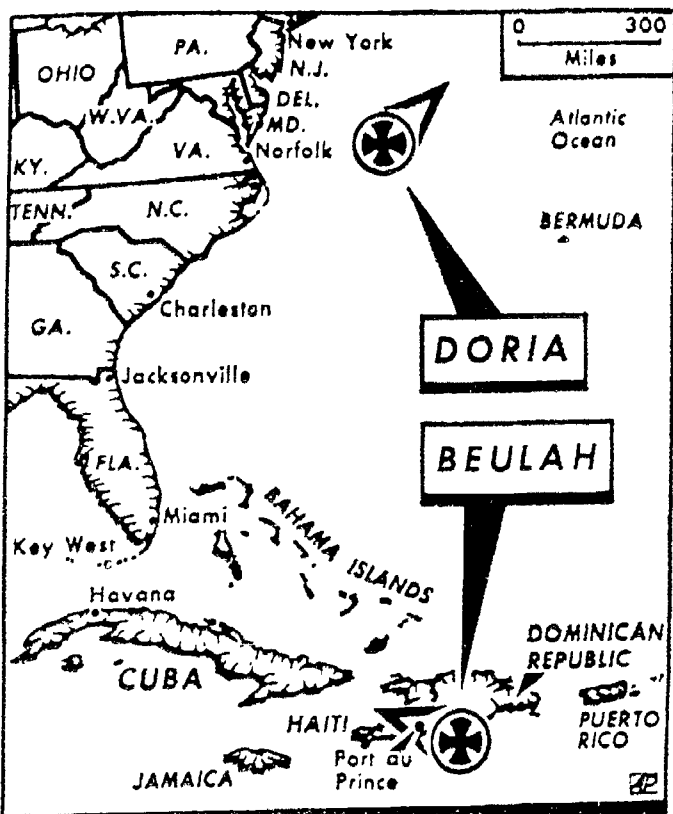 PA.
New York
N.J.
OHIO
DEL.
W.VA.
MD.
KY.
VA.
Norfolk
TENN.
N.C.
S.C.
Charleston
GA.
Jacksonville
FLA.
Miami
Key West
Havana
CUBA
BAHAMA ISLANDS
0 300
Miles
Atlantic
Ocean
BERMUDA
DORIA
BEULAH
DOMINICAN
REPUBLIC
HAITI
Port au
Prince
PUERTO
RICO
JAMAICA
AP